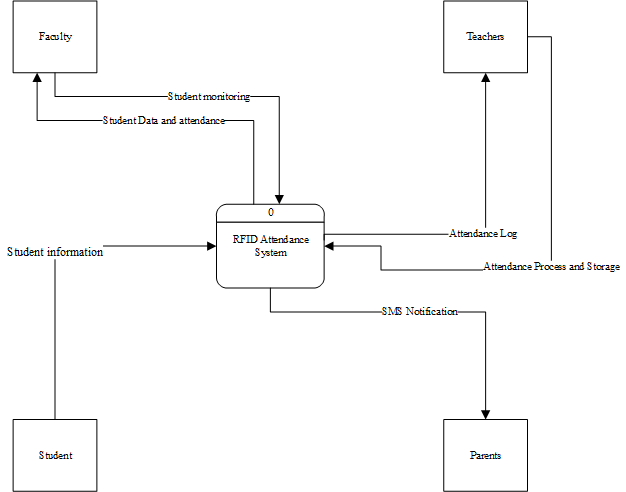 Faculty
Teachers
Student monitoring
Student Data and attendance
0
RFID Attendance
System
Attendance Log
Student information
Attendance Process and Storage
SMS Notification
Student
Parents